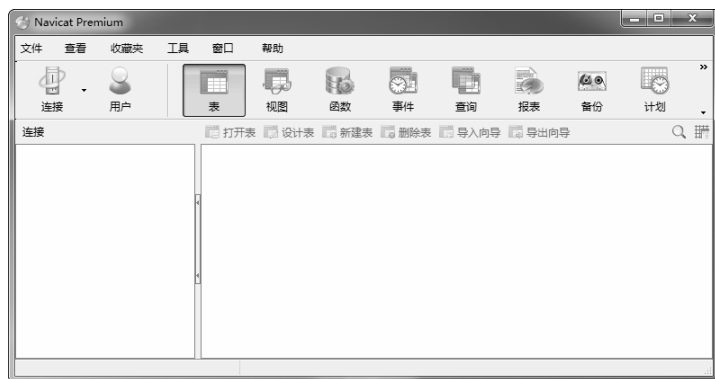 Navicat Premium
文件 查看 收藏夹 工具 窗口 帮助
连接 用户 表 视图 函数 事件 查询 报表 备份 计划
连接 打开表 设计表 新建表 删除表 导入向导 导出向导